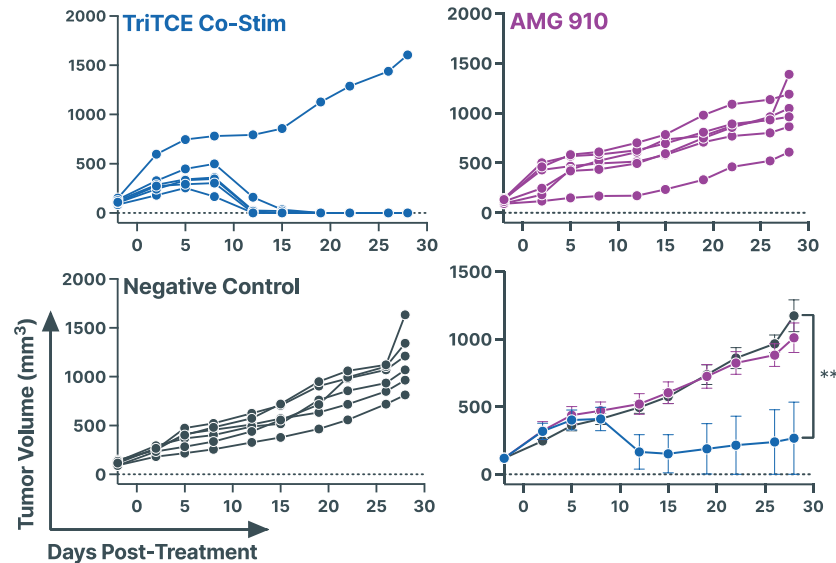 TriTCE Co-Stim
2000
1500
1000
500
0
0 5 10 15 20 25 30
AMG 910
2000
1500
1000
500
0
0 5 10 15 20 25 30
Negative Control
2000
1500
1000
500
0
0 5 10 15 20 25 30
1500
1000
500
0
0 5 10 15 20 25 30
**
Tumor Volume (mm³)
Days Post-Treatment